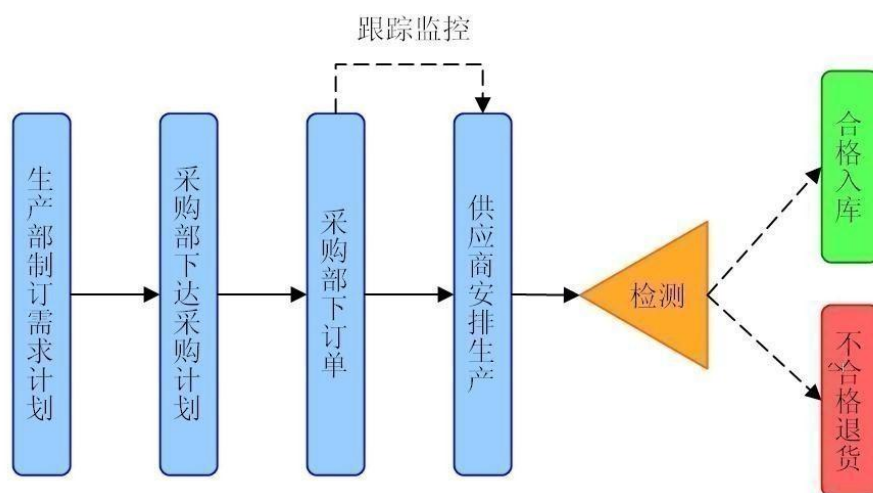 跟踪监控
生产部制订需求计划
采购部下达采购计划
采购部下订单
供应商安排生产
检测
合格入库
不合格退货